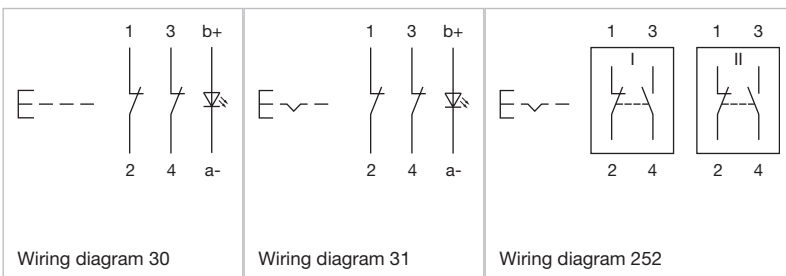 1 3 b+
2 4 a-
Wiring diagram 30
1 3 b+
2 4 a-
Wiring diagram 31
1 3 1 3
I II
2 4 2 4
Wiring diagram 252